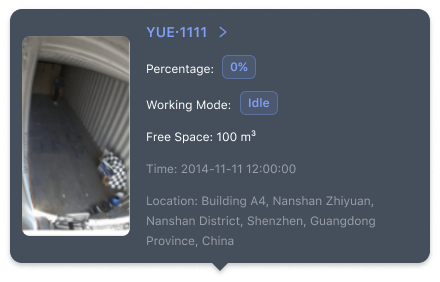 YUE·1111 >
Percentage: 0%
Working Mode: Idle
Free Space: 100 m³
Time: 2014-11-11 12:00:00
Location: Building A4, Nanshan Zhiyuan,
Nanshan District, Shenzhen, Guangdong
Province, China